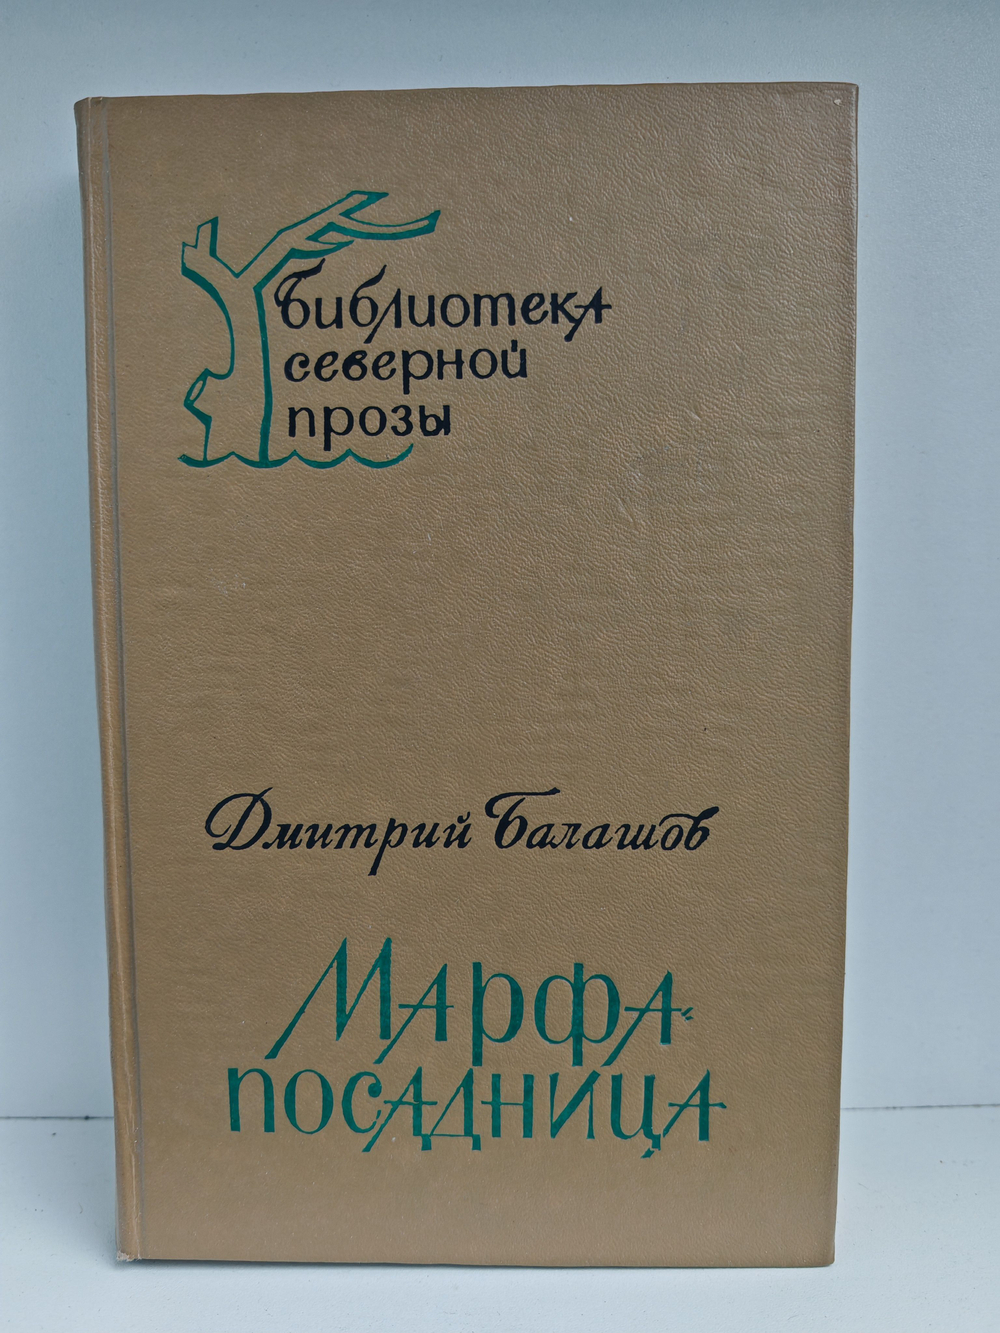 Библиотека
северной
прозы
Дмитрий Балашов
Марфа-
посадница